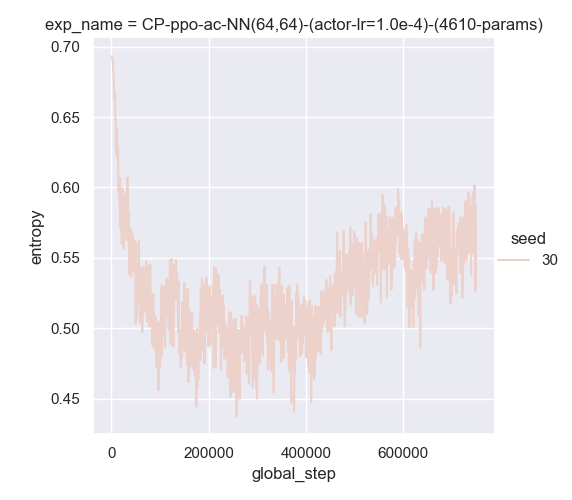 exp_name = CP-ppo-ac-NN(64,64)-(actor-lr=1.0e-4)-(4610-params)
0.70
0.65
0.60
0.55
0.50
0.45
entropy
0
200000
400000
600000
global_step
seed
30